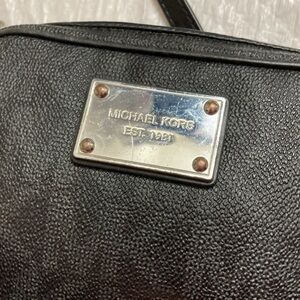 MICHAEL KORS
EST. 1981